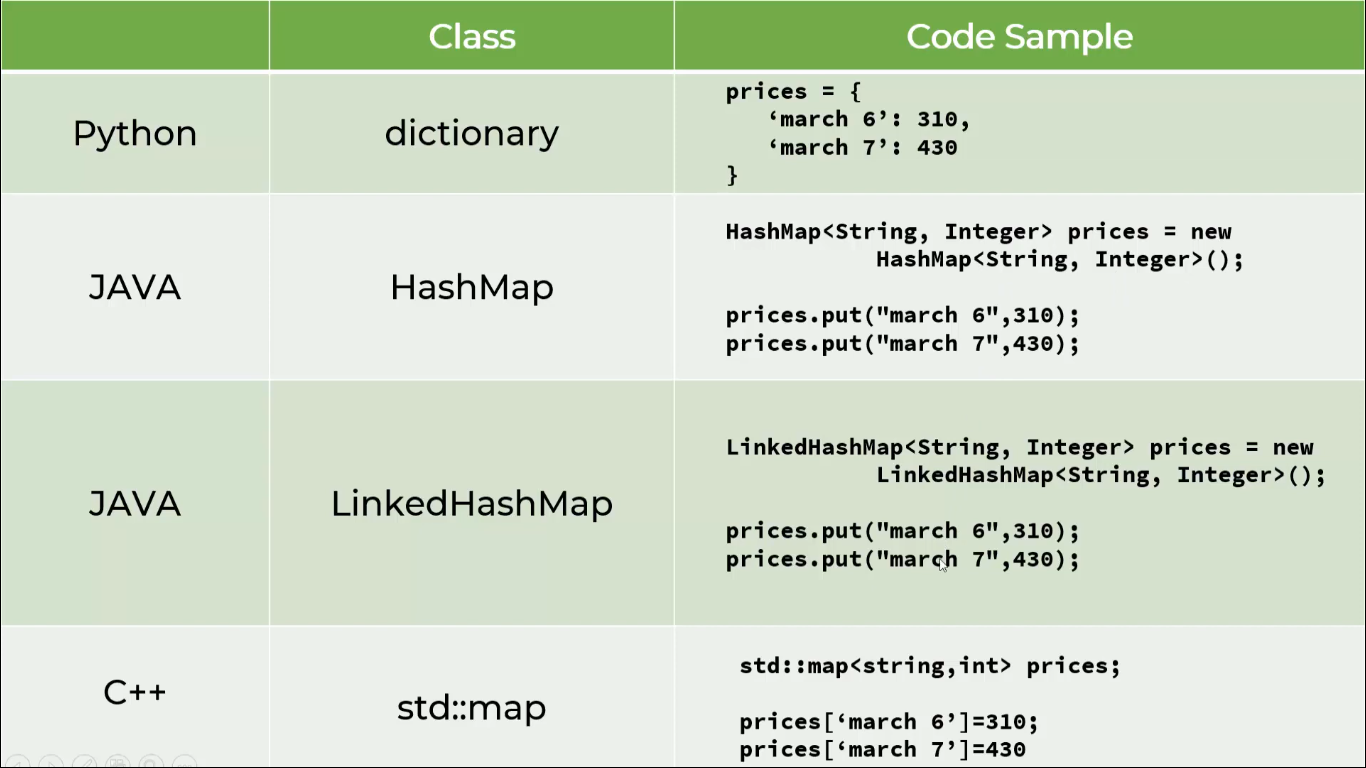 Class
Code Sample
Python
dictionary
prices = {
‘march 6’: 310,
‘march 7’: 430
}
JAVA
HashMap
HashMap<String, Integer> prices = new
HashMap<String, Integer>();
prices.put("march 6",310);
prices.put("march 7",430);
JAVA
LinkedHashMap
LinkedHashMap<String, Integer> prices = new
LinkedHashMap<String, Integer>();
prices.put("march 6",310);
prices.put("march 7",430);
C++
std::map
std::map<string,int> prices;
prices[‘march 6’]=310;
prices[‘march 7’]=430